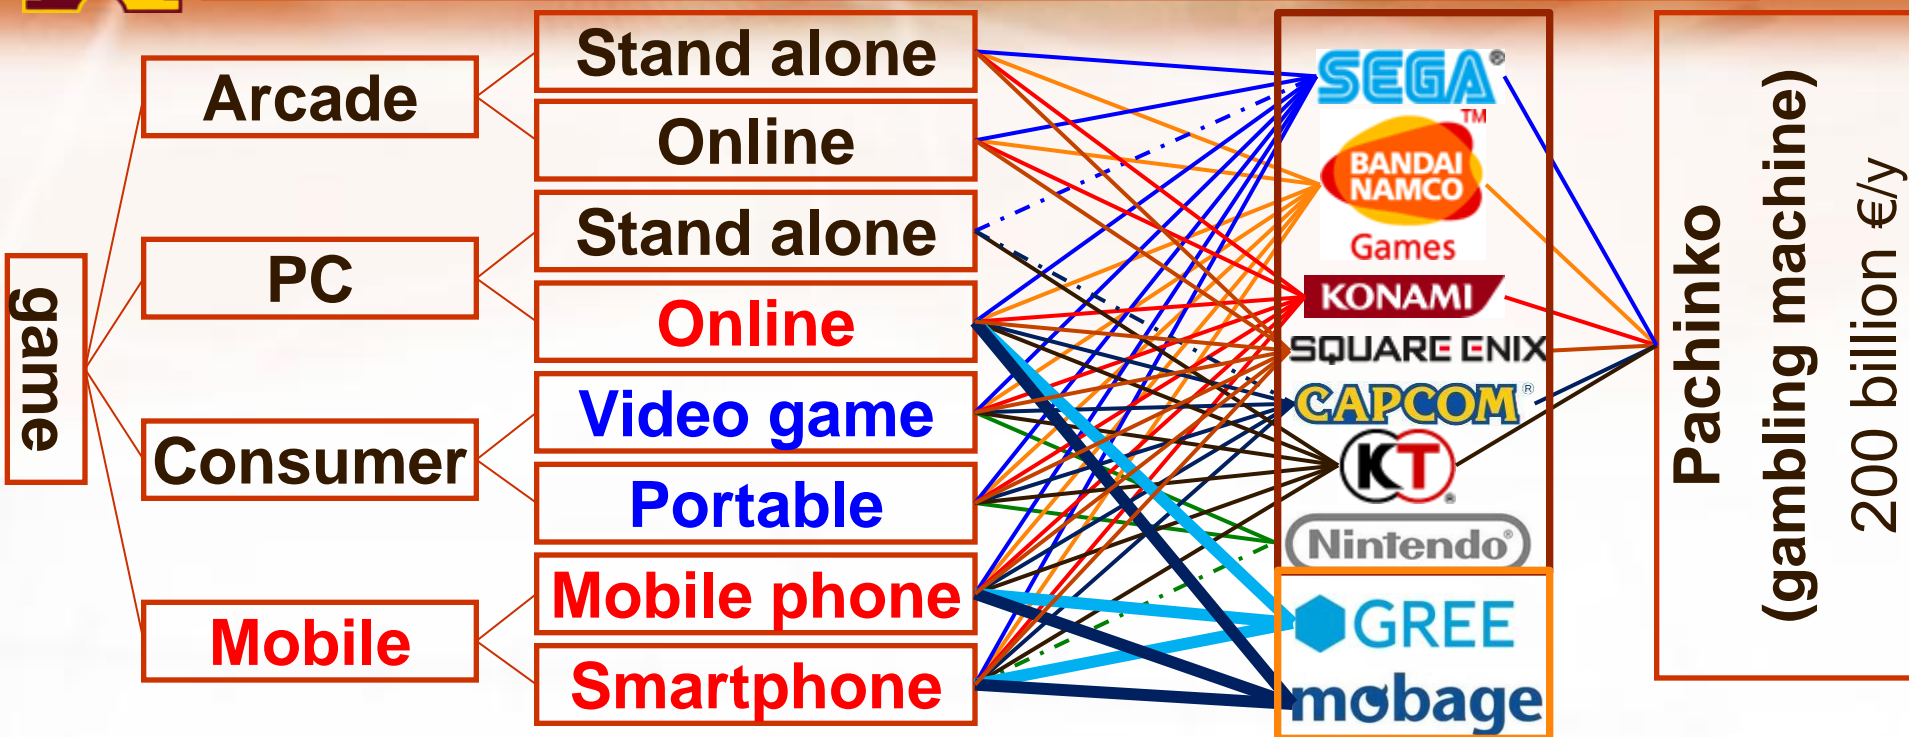 game
Arcade
PC
Consumer
Mobile
Stand alone
Online
Stand alone
Online
Video game
Portable
Mobile phone
Smartphone
SEGA®
BANDAI
NAMCO
TM
Games
KONAMI
SQUARE ENIX
CAPCOM®
KT®
Nintendo®
GREE
mobage
Pachinko
(gambling machine)
200 billion €/y